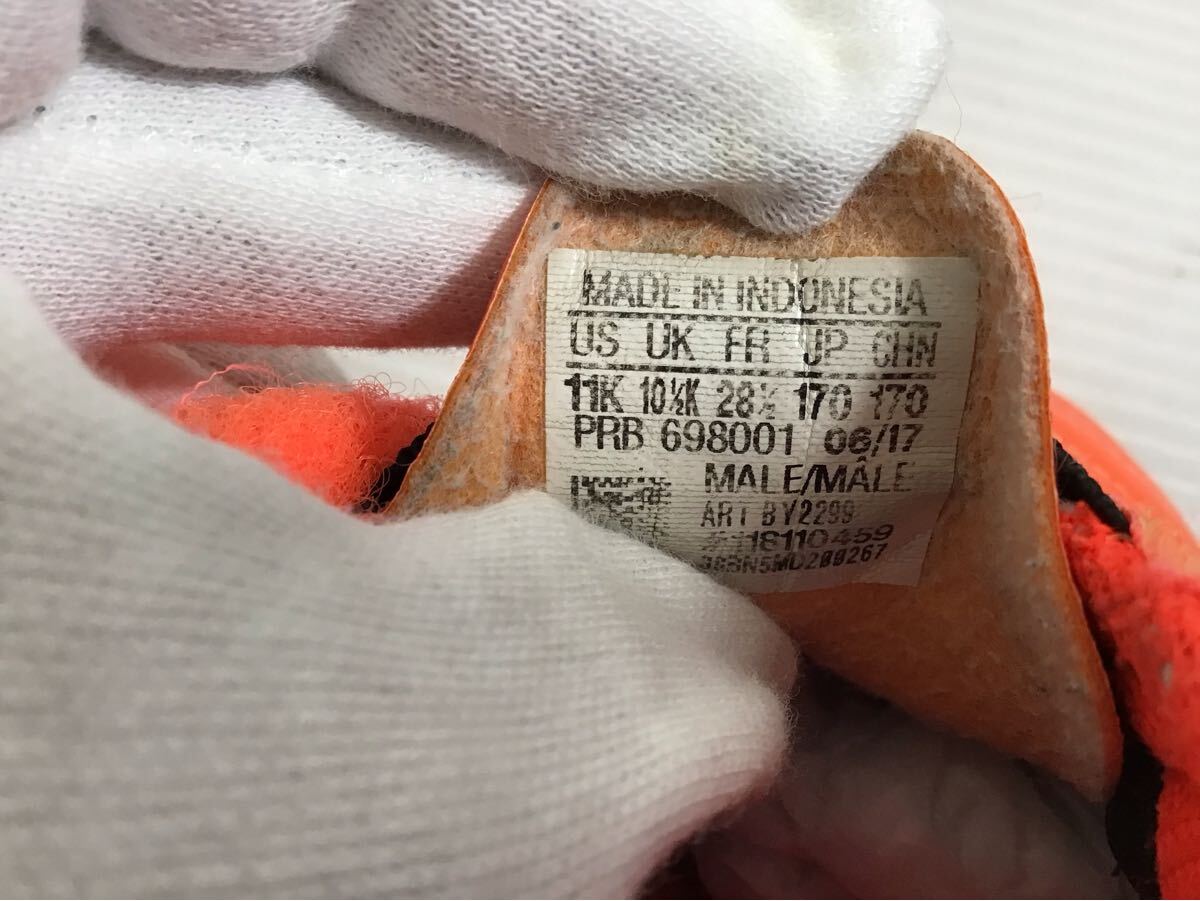 MADE IN INDONESIA
US UK FR JP CHN
11K 10½K 28½ 170 170
PRB 698001 06/17
MALE/MÂLE
ART BY2299
118110459